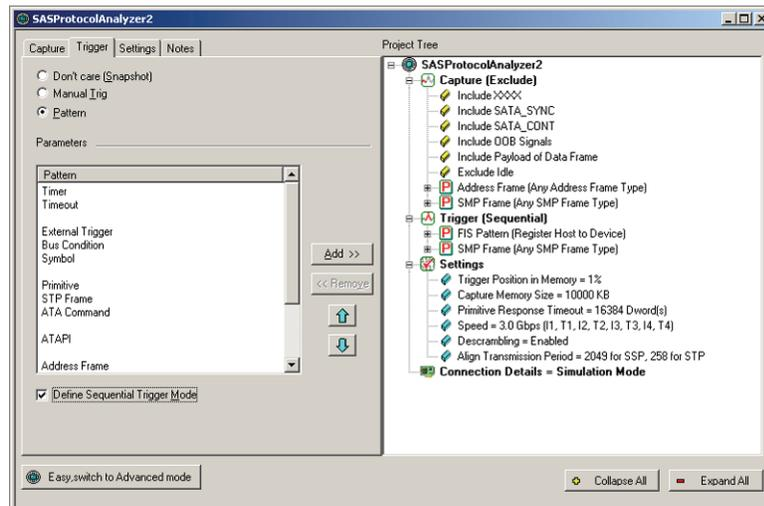 SASProtocolAnalyzer2
Capture Trigger Settings Notes
Don't care (Snapshot)
Manual Trig
Pattern
Parameters
Pattern
Timer
Timeout
External Trigger
Bus Condition
Symbol
Primitive
STP Frame
ATA Command
ATAPI
Address Frame
Add >>
<< Remove
Define Sequential Trigger Mode
Easy,switch to Advanced mode
Project Tree
SASProtocolAnalyzer2
Capture (Exclude)
Include XXXX
Include SATA_SYNC
Include SATA_CONT
Include OOB Signals
Include Payload of Data Frame
Exclude Idle
P Address Frame (Any Address Frame Type)
P SMP Frame (Any SMP Frame Type)
Trigger (Sequential)
P FIS Pattern (Register Host to Device)
P SMP Frame (Any SMP Frame Type)
Settings
Trigger Position in Memory = 1%
Capture Memory Size = 10000 KB
Primitive Response Timeout = 16384 Dword(s)
Speed = 3.0 Gbps (I1, T1, I2, T2, I3, T3, I4, T4)
Descrambling = Enabled
Align Transmission Period = 2049 for SSP, 258 for STP
Connection Details = Simulation Mode
Collapse All
Expand All